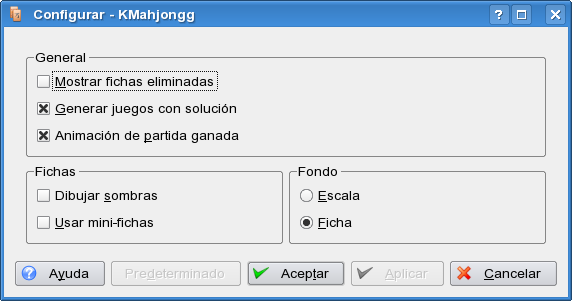 Configurar - KMahjongg
General
Mostrar fichas eliminadas
Generar juegos con solución
Animación de partida ganada
Fichas
Dibujar sombras
Usar mini-fichas
Fondo
Escala
Ficha
Ayuda Predeterminado Aceptar Aplicar Cancelar